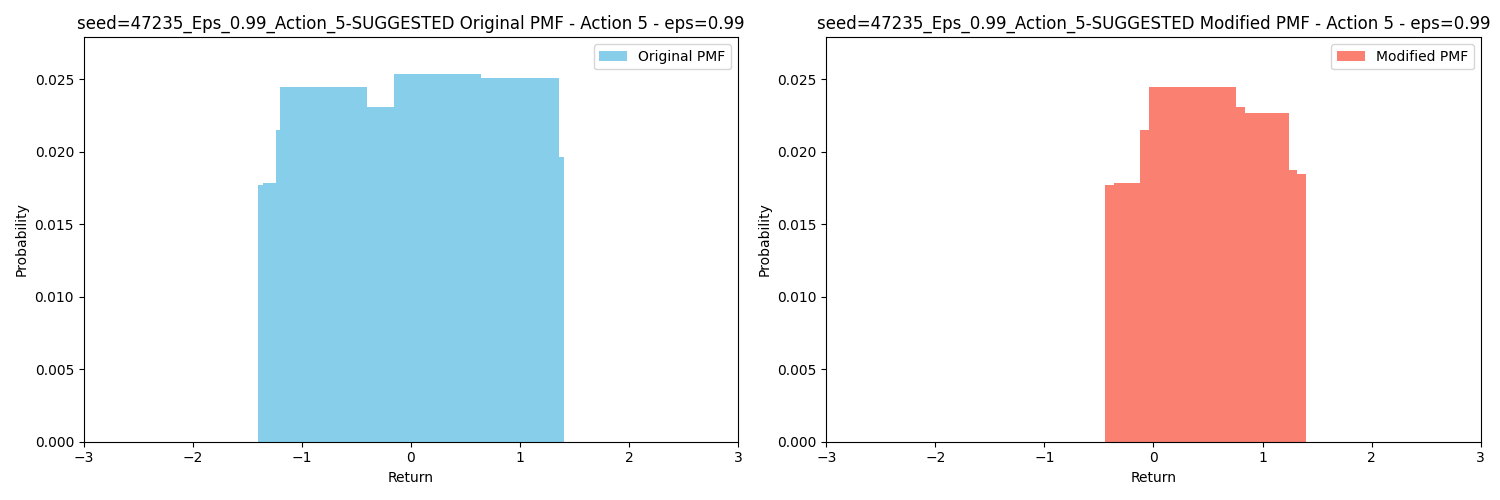 seed=47235_Eps_0.99_Action_5-SUGGESTED Original PMF - Action 5 - eps=0.99
Original PMF
Probability
0.025
0.020
0.015
0.010
0.005
0.000
−3 −2 −1 0 1 2 3
Return
seed=47235_Eps_0.99_Action_5-SUGGESTED Modified PMF - Action 5 - eps=0.99
Modified PMF
Probability
0.025
0.020
0.015
0.010
0.005
0.000
−3 −2 −1 0 1 2 3
Return